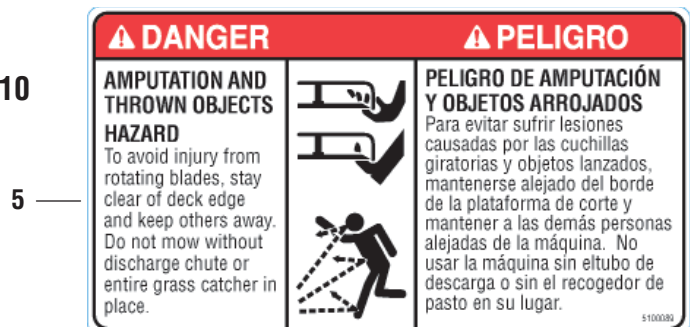 DANGER
AMPUTATION AND
THROWN OBJECTS
HAZARD
To avoid injury from
rotating blades, stay
clear of deck edge
and keep others away.
Do not mow without
discharge chute or
entire grass catcher in
place.
PELIGRO
PELIGRO DE AMPUTACIÓN
Y OBJETOS ARROJADOS
Para evitar sufrir lesiones
causadas por las cuchillas
giratorias y objetos lanzados,
mantenerse alejado del borde
de la plataforma de corte y
mantener a las demás personas
alejadas de la máquina. No
usar la máquina sin eltubo de
descarga o sin el recogedor de
pasto en su lugar.
5100089
10
5